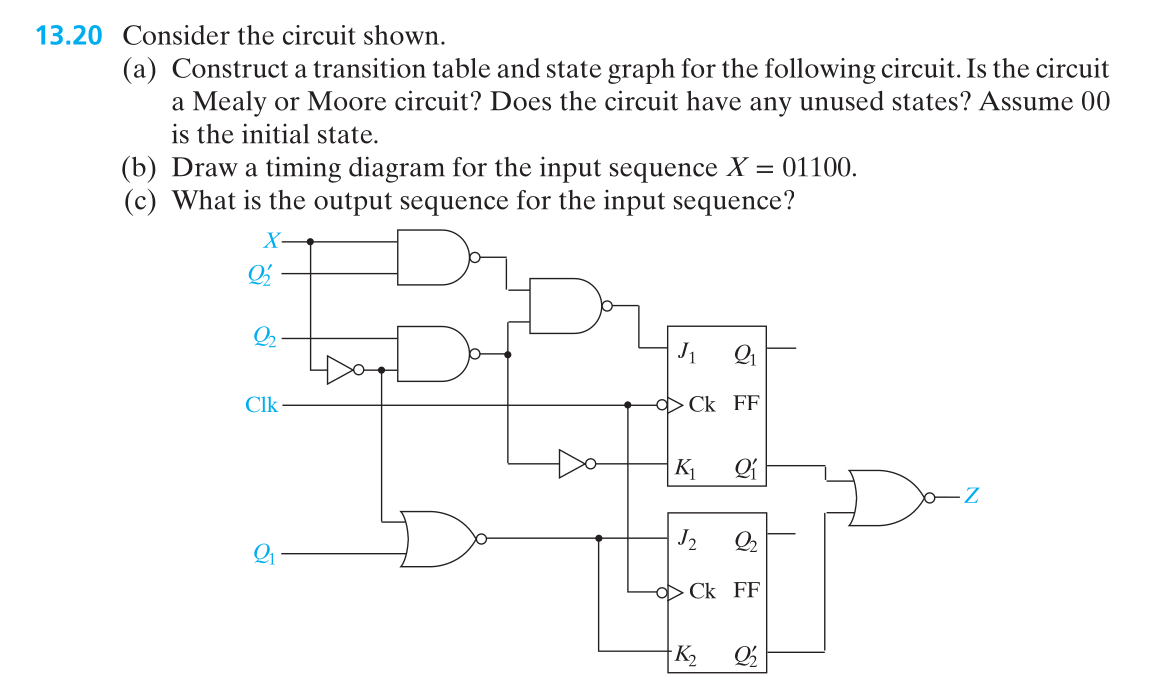 13.20 Consider the circuit shown.
(a) Construct a transition table and state graph for the following circuit. Is the circuit
a Mealy or Moore circuit? Does the circuit have any unused states? Assume 00
is the initial state.
(b) Draw a timing diagram for the input sequence X = 01100.
(c) What is the output sequence for the input sequence?
X
Q₂′
Q₂
J₁ Q₁
Clk
Ck FF
K₁ Q₁′
Z
J₂ Q₂
Q₁
Ck FF
K₂ Q₂′